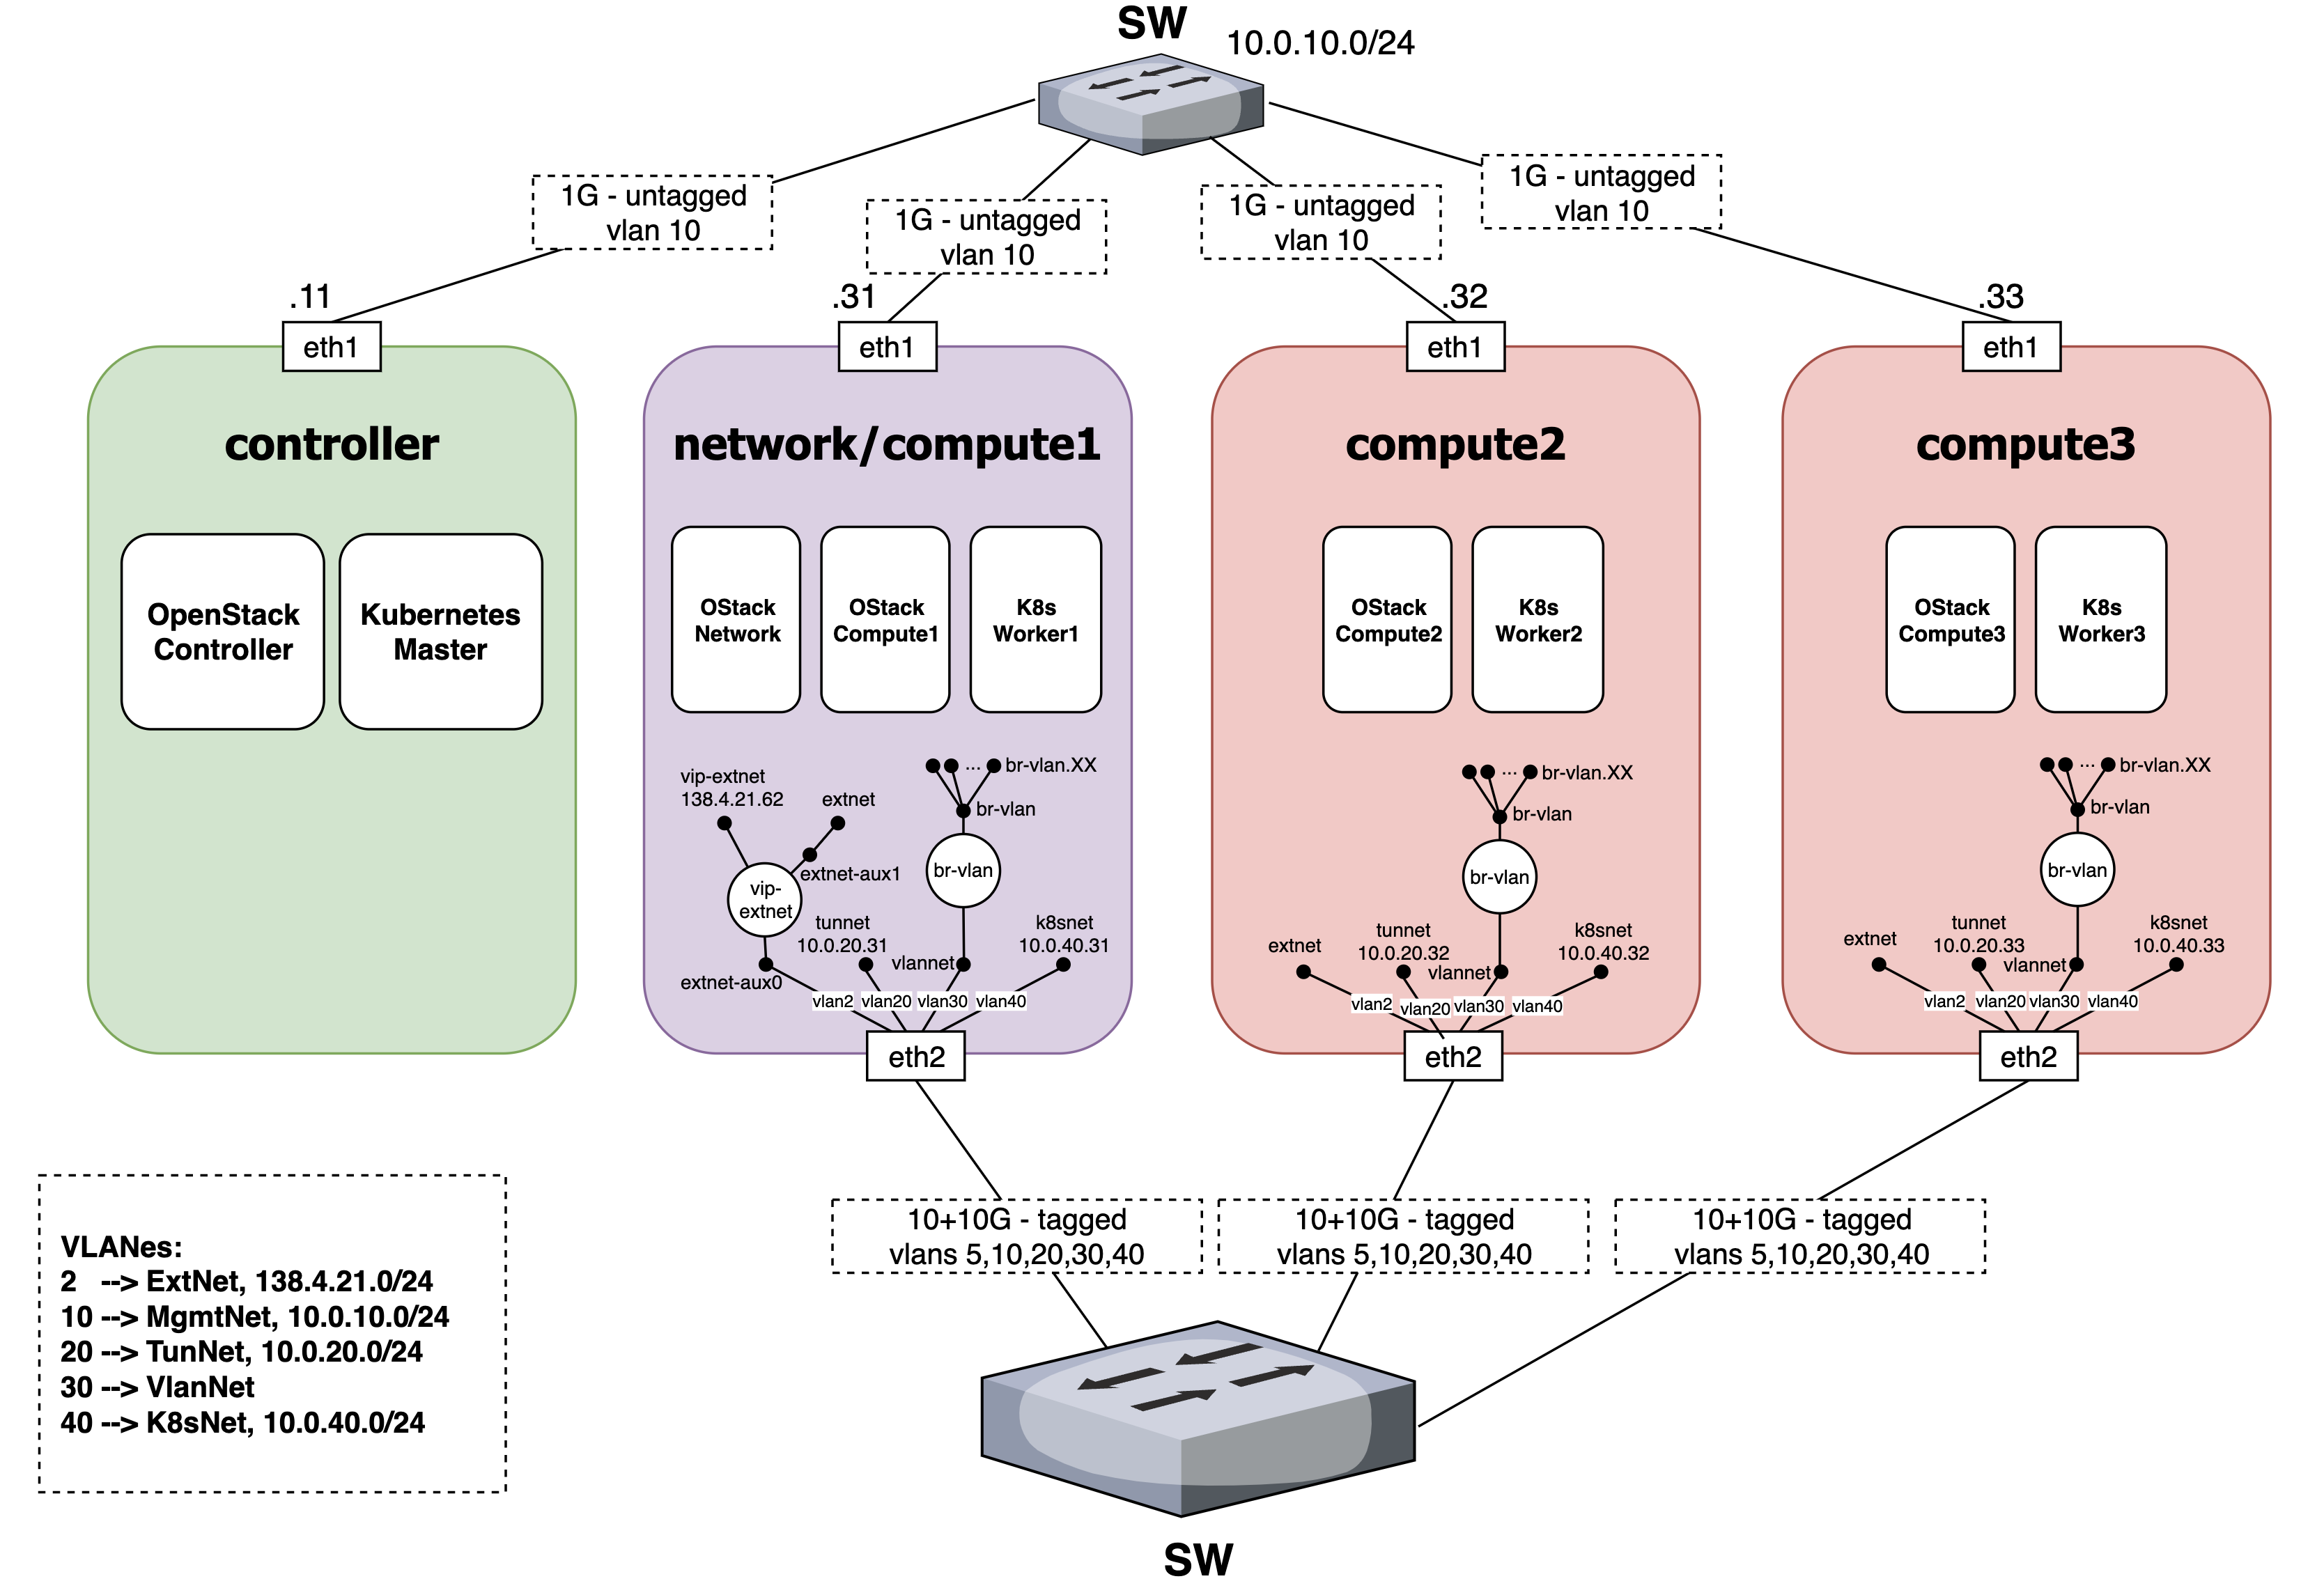 SW
10.0.10.0/24
1G - untagged
vlan 10
1G - untagged
vlan 10
1G - untagged
vlan 10
1G - untagged
vlan 10
.11
.31
.32
.33
eth1
eth1
eth1
eth1
controller
OpenStack
Controller
Kubernetes
Master
network/compute1
OStack
Network
OStack
Compute1
K8s
Worker1
vip-extnet
138.4.21.62
extnet
extnet-aux1
vip-
extnet
extnet-aux0
... br-vlan.XX
br-vlan
br-vlan
tunnet
10.0.20.31
vlannet
k8snet
10.0.40.31
vlan2
vlan20
vlan30
vlan40
eth2
compute2
OStack
Compute2
K8s
Worker2
... br-vlan.XX
br-vlan
br-vlan
extnet
tunnet
10.0.20.32
vlannet
k8snet
10.0.40.32
vlan2
vlan20
vlan30
vlan40
eth2
compute3
OStack
Compute3
K8s
Worker3
... br-vlan.XX
br-vlan
br-vlan
extnet
tunnet
10.0.20.33
vlannet
k8snet
10.0.40.33
vlan2
vlan20
vlan30
vlan40
eth2
10+10G - tagged
vlans 5,10,20,30,40
10+10G - tagged
vlans 5,10,20,30,40
10+10G - tagged
vlans 5,10,20,30,40
VLANes:
2 --> ExtNet, 138.4.21.0/24
10 --> MgmtNet, 10.0.10.0/24
20 --> TunNet, 10.0.20.0/24
30 --> VlanNet
40 --> K8sNet, 10.0.40.0/24
SW